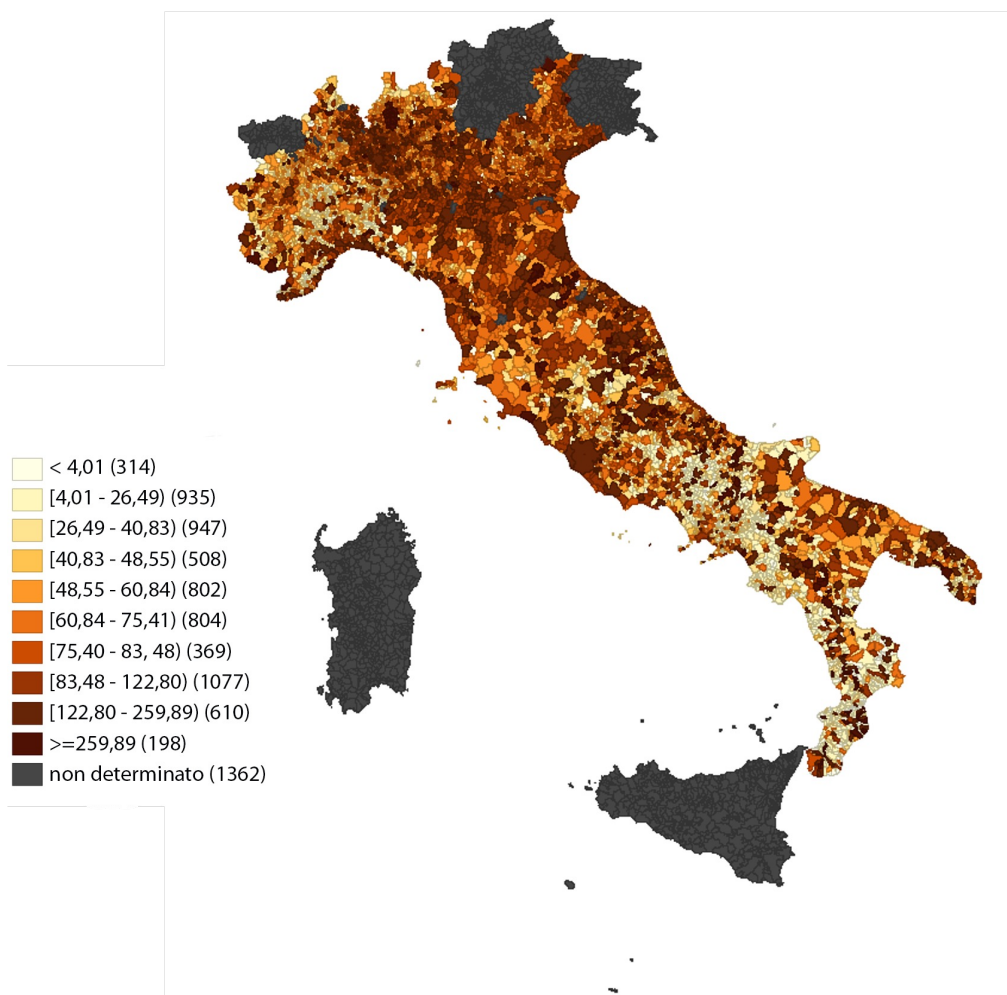 < 4,01 (314)
[4,01 - 26,49) (935)
[26,49 - 40,83) (947)
[40,83 - 48,55) (508)
[48,55 - 60,84) (802)
[60,84 - 75,41) (804)
[75,40 - 83, 48) (369)
[83,48 - 122,80) (1077)
[122,80 - 259,89) (610)
>=259,89 (198)
non determinato (1362)